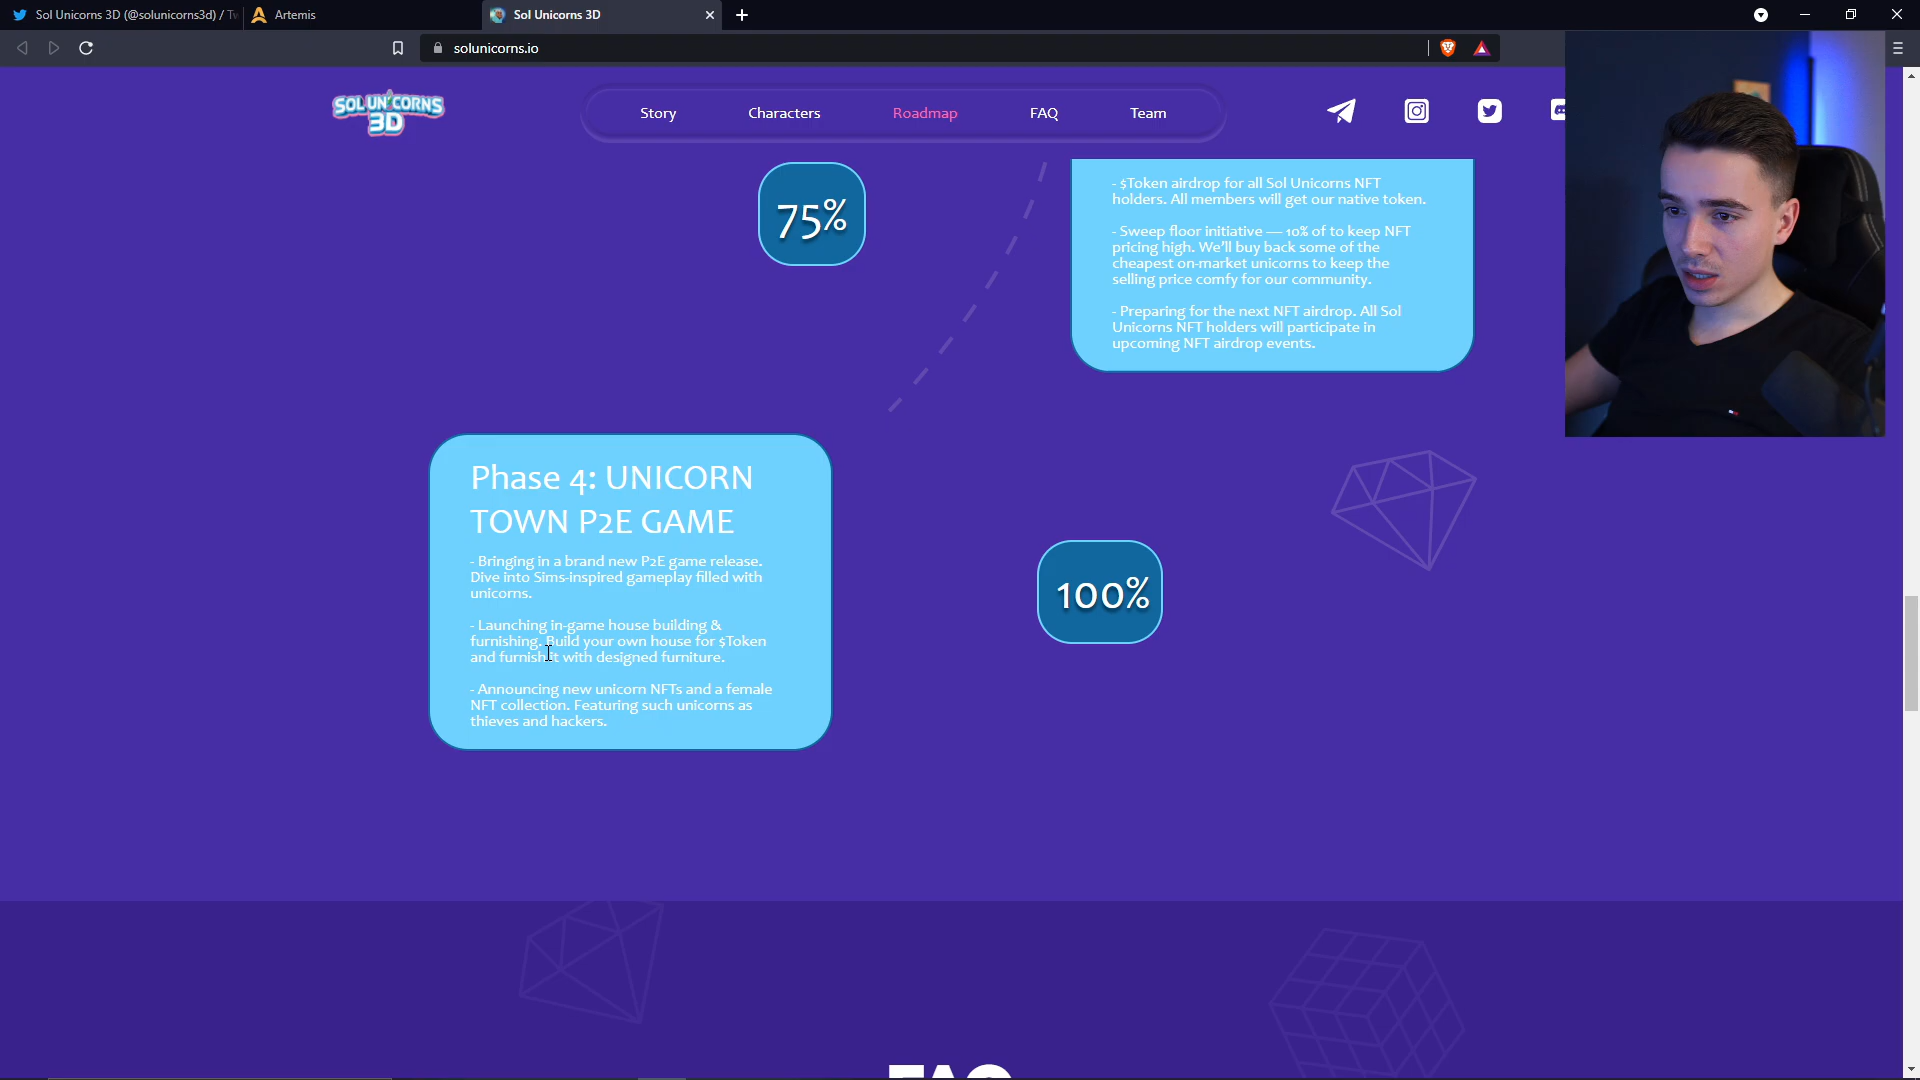 Sol Unicorns 3D (@solunicorns3d) / Tw
Artemis
Sol Unicorns 3D
solunicorns.io
SOL UNICORNS
3D
Story
Characters
Roadmap
FAQ
Team
75%
- $Token airdrop for all Sol Unicorns NFT
holders. All members will get our native token.
- Sweep floor initiative — 10% of to keep NFT
pricing high. We'll buy back some of the
cheapest on-market unicorns to keep the
selling price comfy for our community.
- Preparing for the next NFT airdrop. All Sol
Unicorns NFT holders will participate in
upcoming NFT airdrop events.
Phase 4: UNICORN
TOWN P2E GAME
- Bringing in a brand new P2E game release.
Dive into Sims-inspired gameplay filled with
unicorns.
- Launching in-game house building &
furnishing. Build your own house for $Token
and furnish it with designed furniture.
- Announcing new unicorn NFTs and a female
NFT collection. Featuring such unicorns as
thieves and hackers.
100%
FAQ